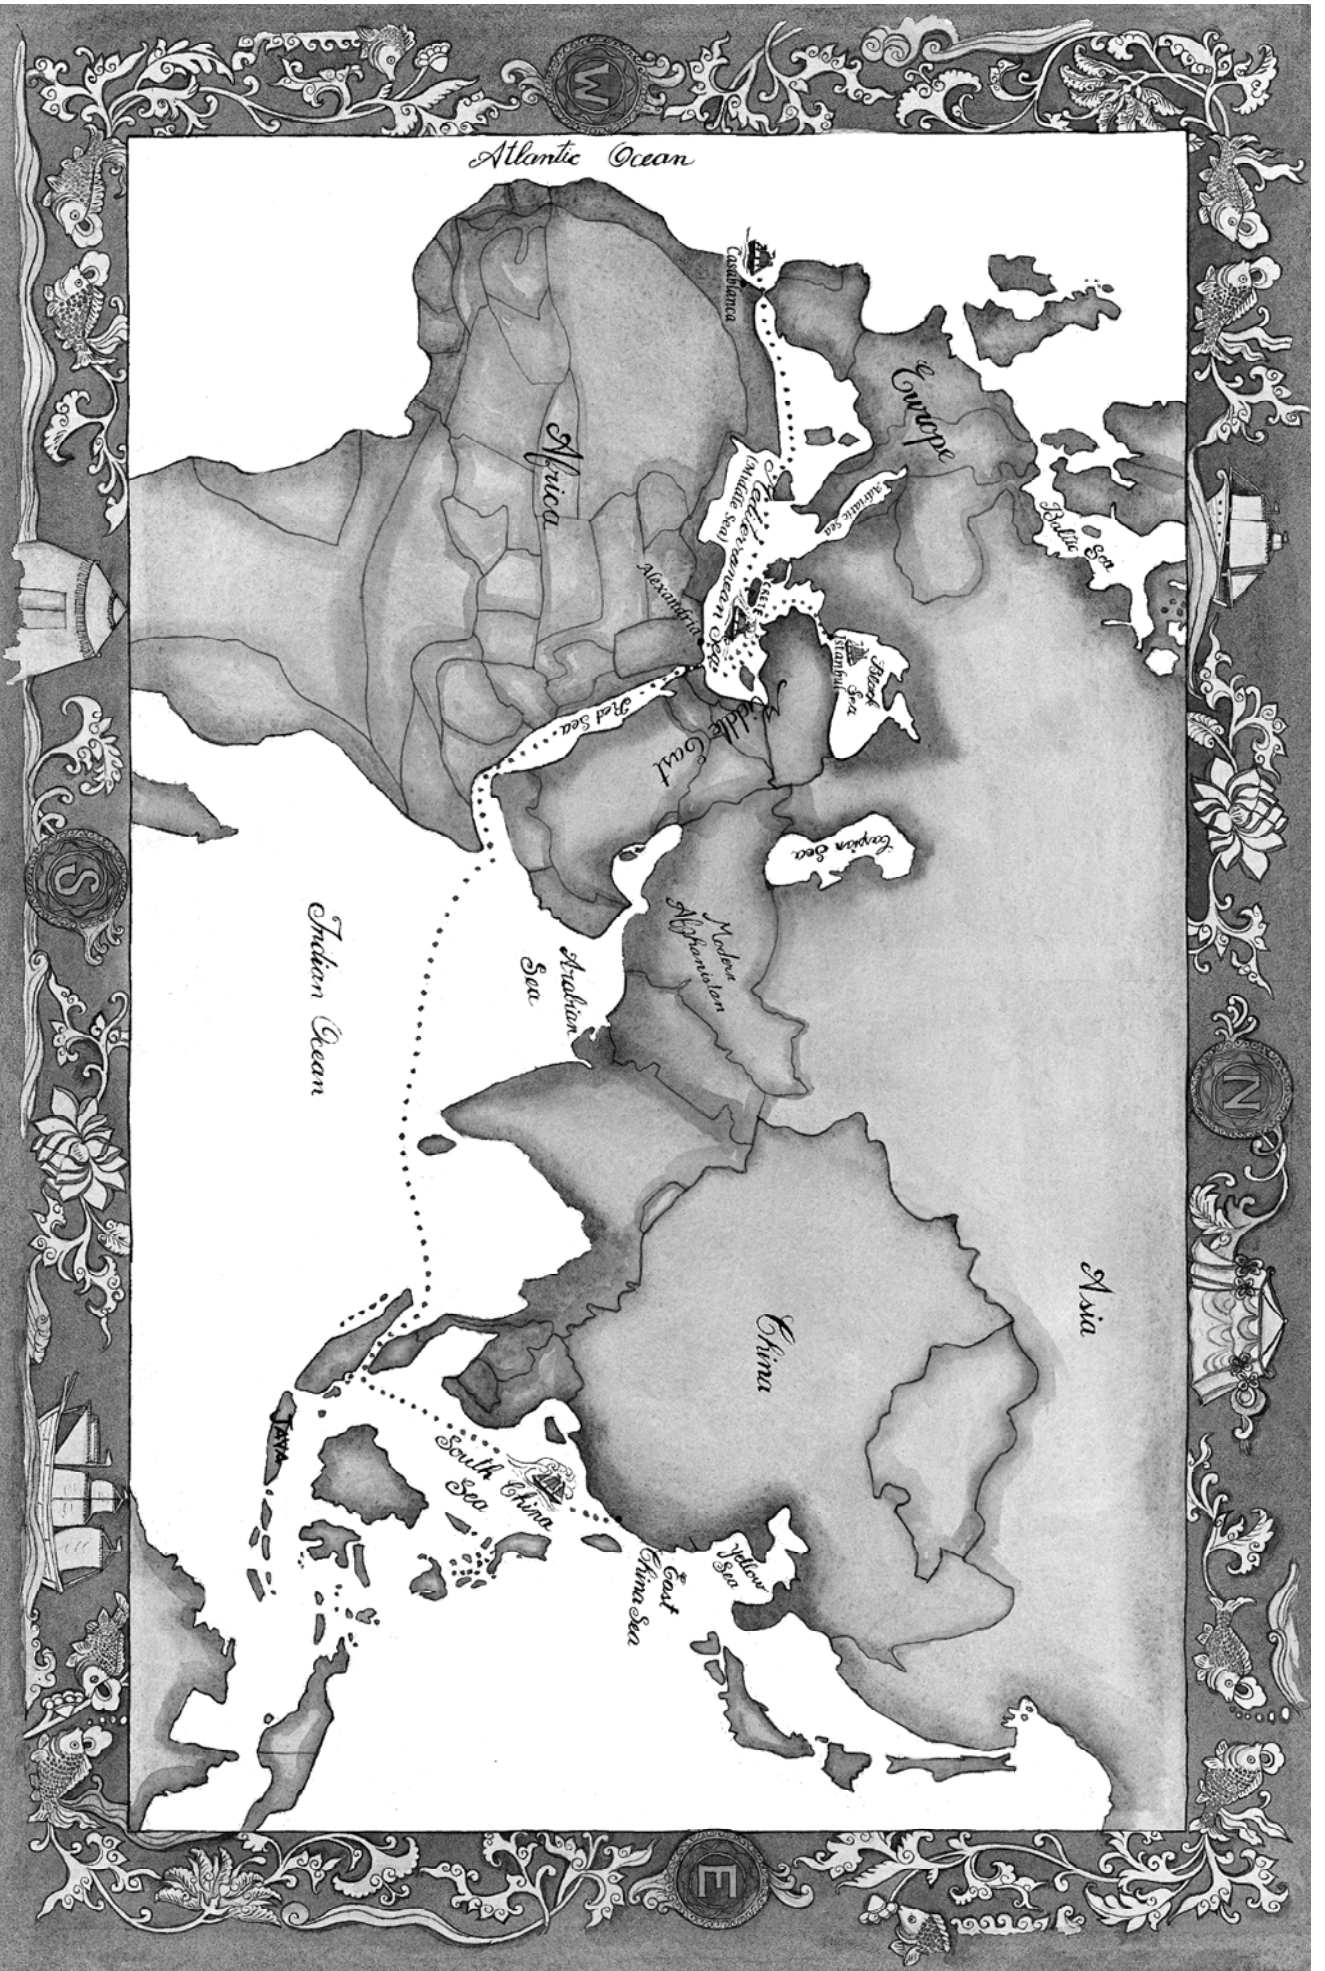 W
Atlantic Ocean
Casablanca
Europe
Africa
Mediterranean Sea
(Middle Sea)
Adriatic
Sea
Baltic
Sea
CRETE
Alexandria
Istanbul
Black
Sea
Red Sea
Middle East
Caspian Sea
Modern
Afghanistan
Arabian
Sea
Indian Ocean
S
N
Asia
China
South China
Sea
JAVA
East
China Sea
Yellow
Sea
E